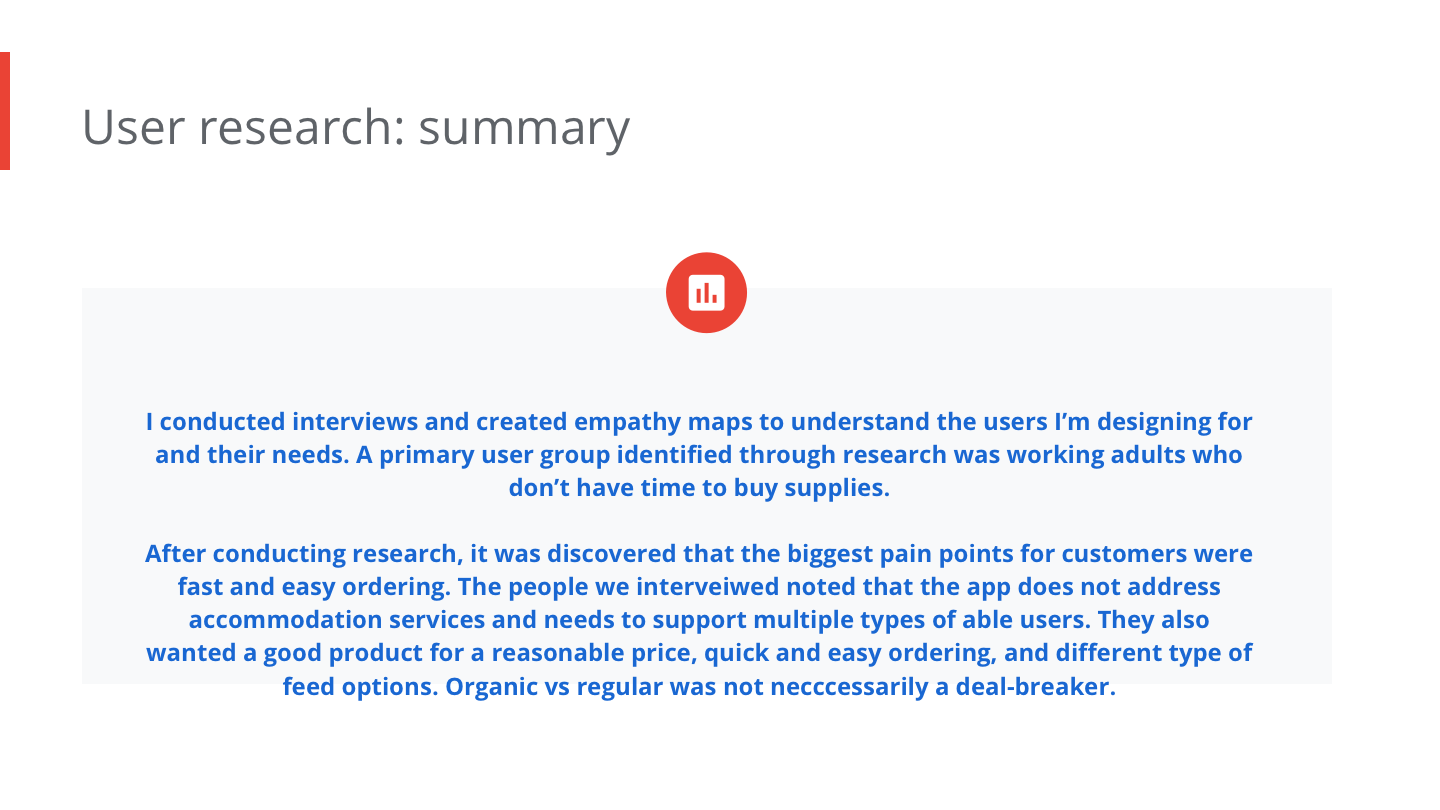 User research: summary
I conducted interviews and created empathy maps to understand the users I’m designing for
and their needs. A primary user group identified through research was working adults who
don’t have time to buy supplies.
After conducting research, it was discovered that the biggest pain points for customers were
fast and easy ordering. The people we interveiwed noted that the app does not address
accommodation services and needs to support multiple types of able users. They also
wanted a good product for a reasonable price, quick and easy ordering, and different type of
feed options. Organic vs regular was not necccessarily a deal-breaker.